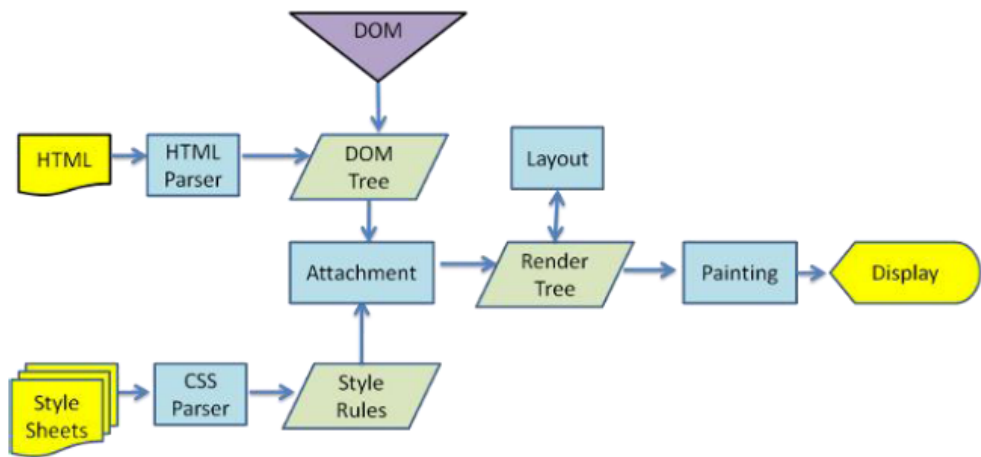 DOM
HTML
HTML
Parser
DOM
Tree
Layout
Attachment
Render
Tree
Painting
Display
Style
Sheets
CSS
Parser
Style
Rules